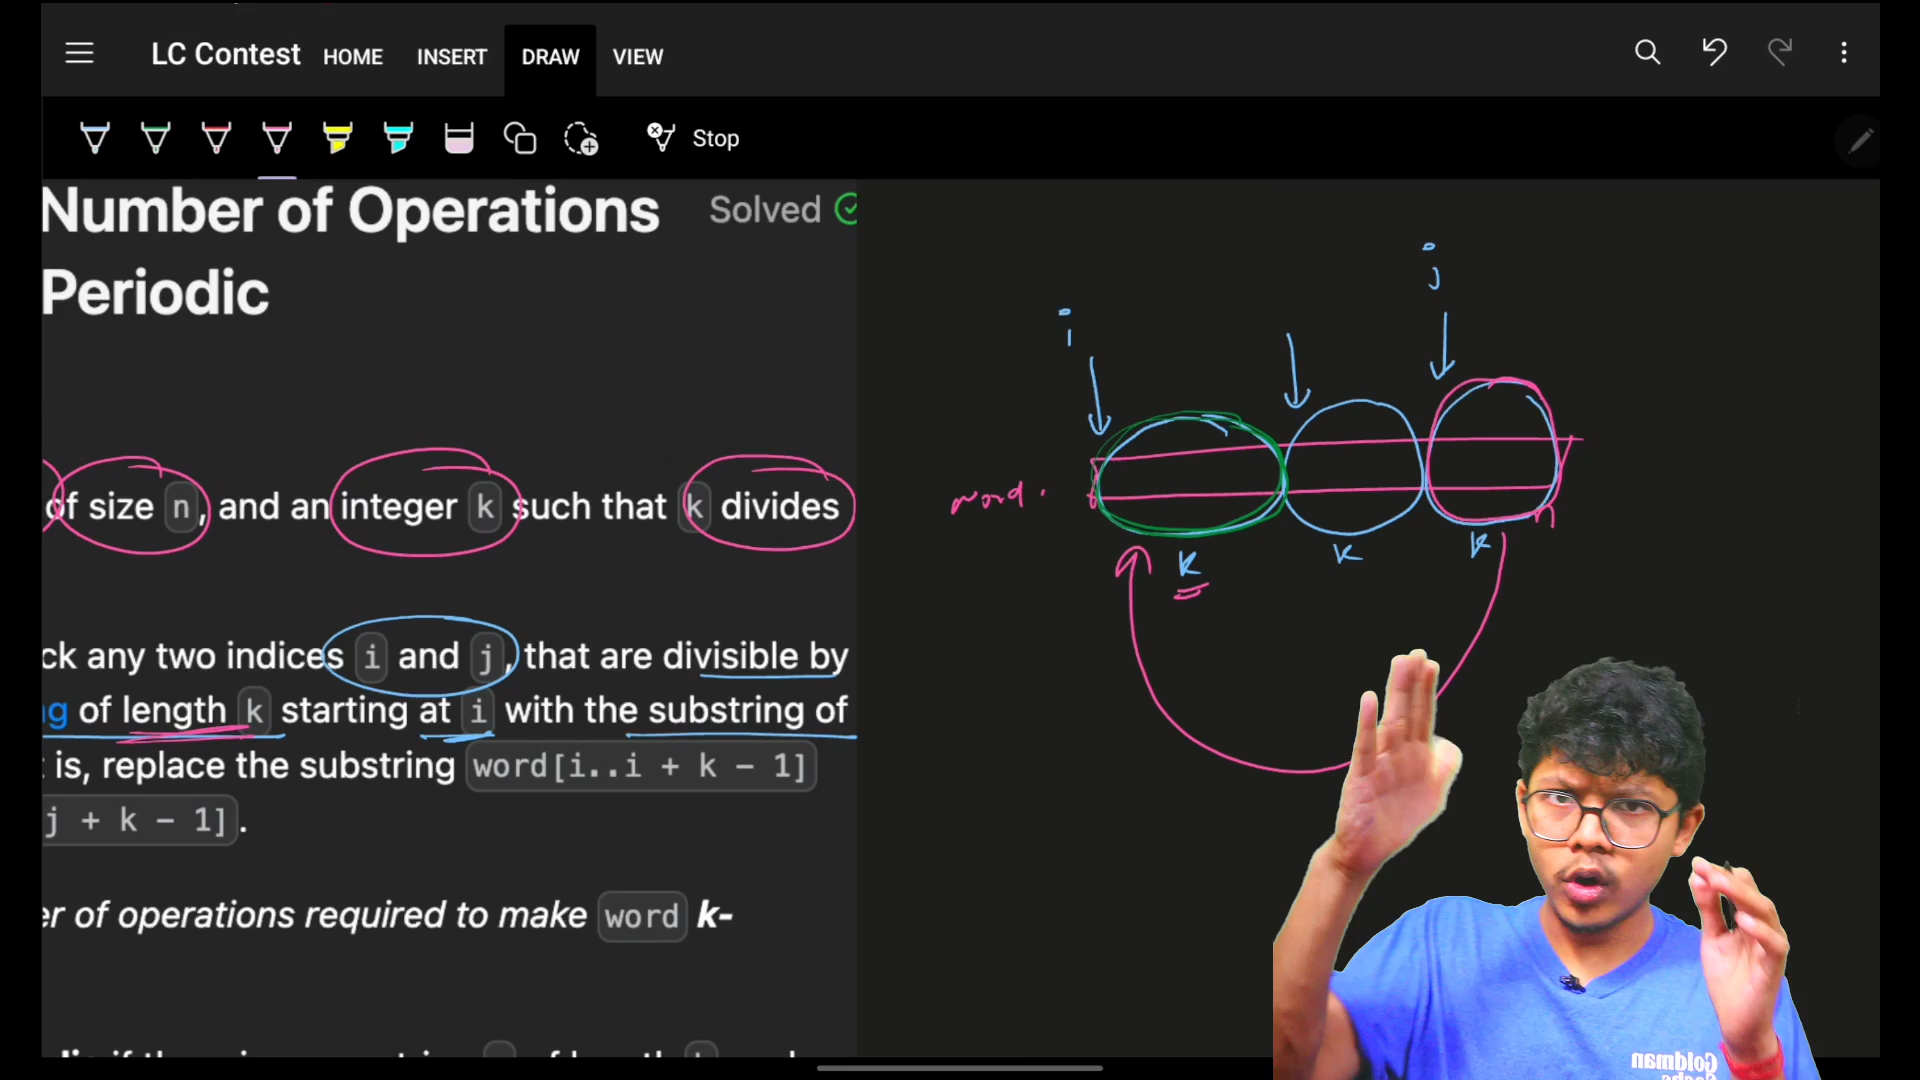 LC Contest HOME INSERT DRAW VIEW
Stop
Number of Operations Solved
Periodic
of size n, and an integer k such that k divides
ck any two indices i and j, that are divisible by
g of length k starting at i with the substring of
t is, replace the substring word[i..i + k - 1]
j + k - 1].
er of operations required to make word k-
i
j
word.
n
k
k
k
Goldman